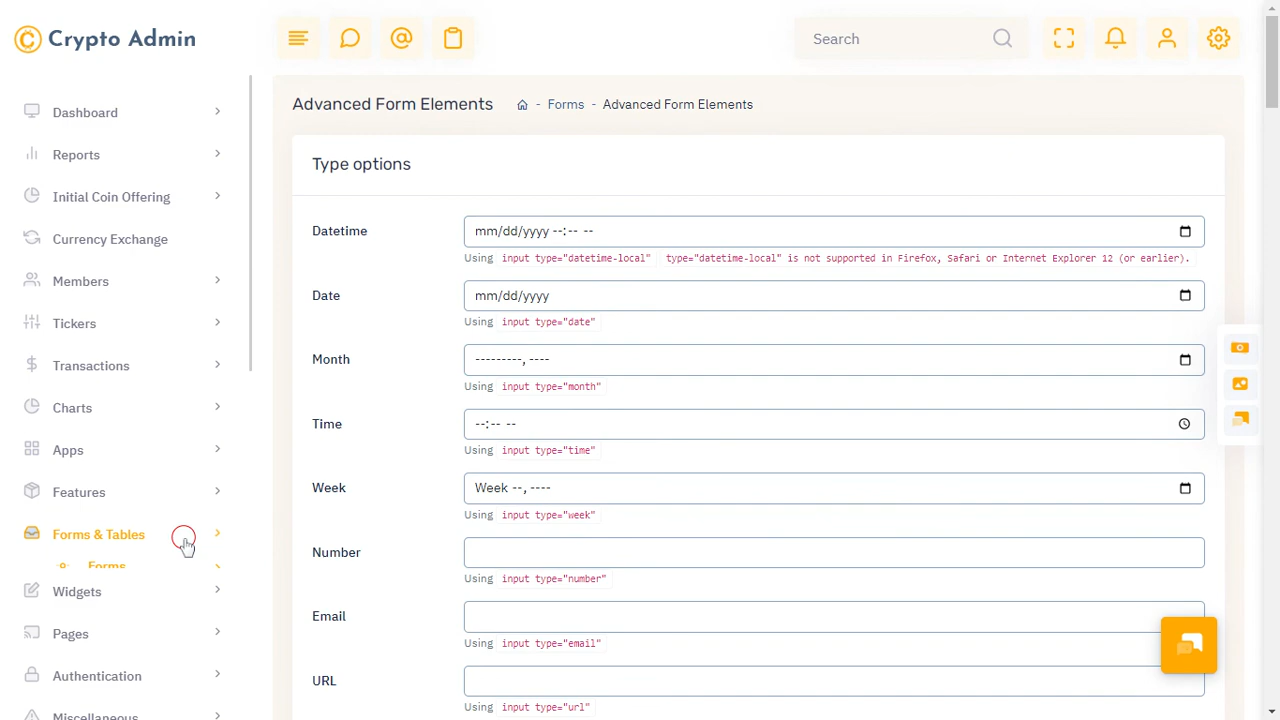 Crypto Admin
Search
Dashboard
Reports
Initial Coin Offering
Currency Exchange
Members
Tickers
Transactions
Charts
Apps
Features
Forms & Tables
Forms
Widgets
Pages
Authentication
Miscellaneous
Advanced Form Elements
- Forms - Advanced Form Elements
Type options
Datetime
mm/dd/yyyy --:-- --
Using input type="datetime-local" type="datetime-local" is not supported in Firefox, Safari or Internet Explorer 12 (or earlier).
Date
mm/dd/yyyy
Using input type="date"
Month
---------, ----
Using input type="month"
Time
--:-- --
Using input type="time"
Week
Week --, ----
Using input type="week"
Number
Using input type="number"
Email
Using input type="email"
URL
Using input type="url"